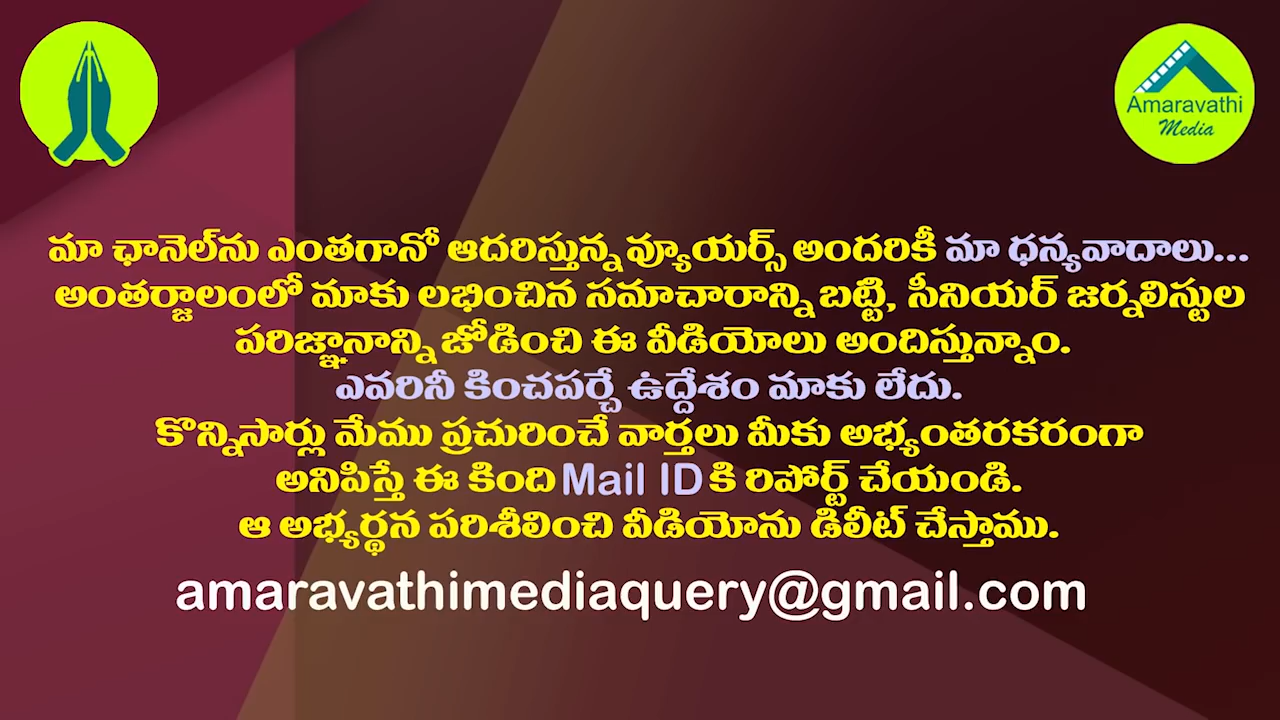 Amaravathi
Media
మా ఛానెల్‌ను ఎంతగానో ఆదరిస్తున్న వ్యూయర్స్ అందరికీ మా ధన్యవాదాలు...
అంతర్జాలంలో మాకు లభించిన సమాచారాన్ని బట్టి, సీనియర్ జర్నలిస్టుల
పరిజ్ఞానాన్ని జోడించి ఈ వీడియోలు అందిస్తున్నాం.
ఎవరినీ కించపర్చే ఉద్దేశం మాకు లేదు.
కొన్నిసార్లు మేము ప్రచురించే వార్తలు మీకు అభ్యంతరకరంగా
అనిపిస్తే ఈ కింది Mail ID కి రిపోర్ట్ చేయండి.
ఆ అభ్యర్థన పరిశీలించి వీడియోను డిలీట్ చేస్తాము.
amaravathimediaquery@gmail.com